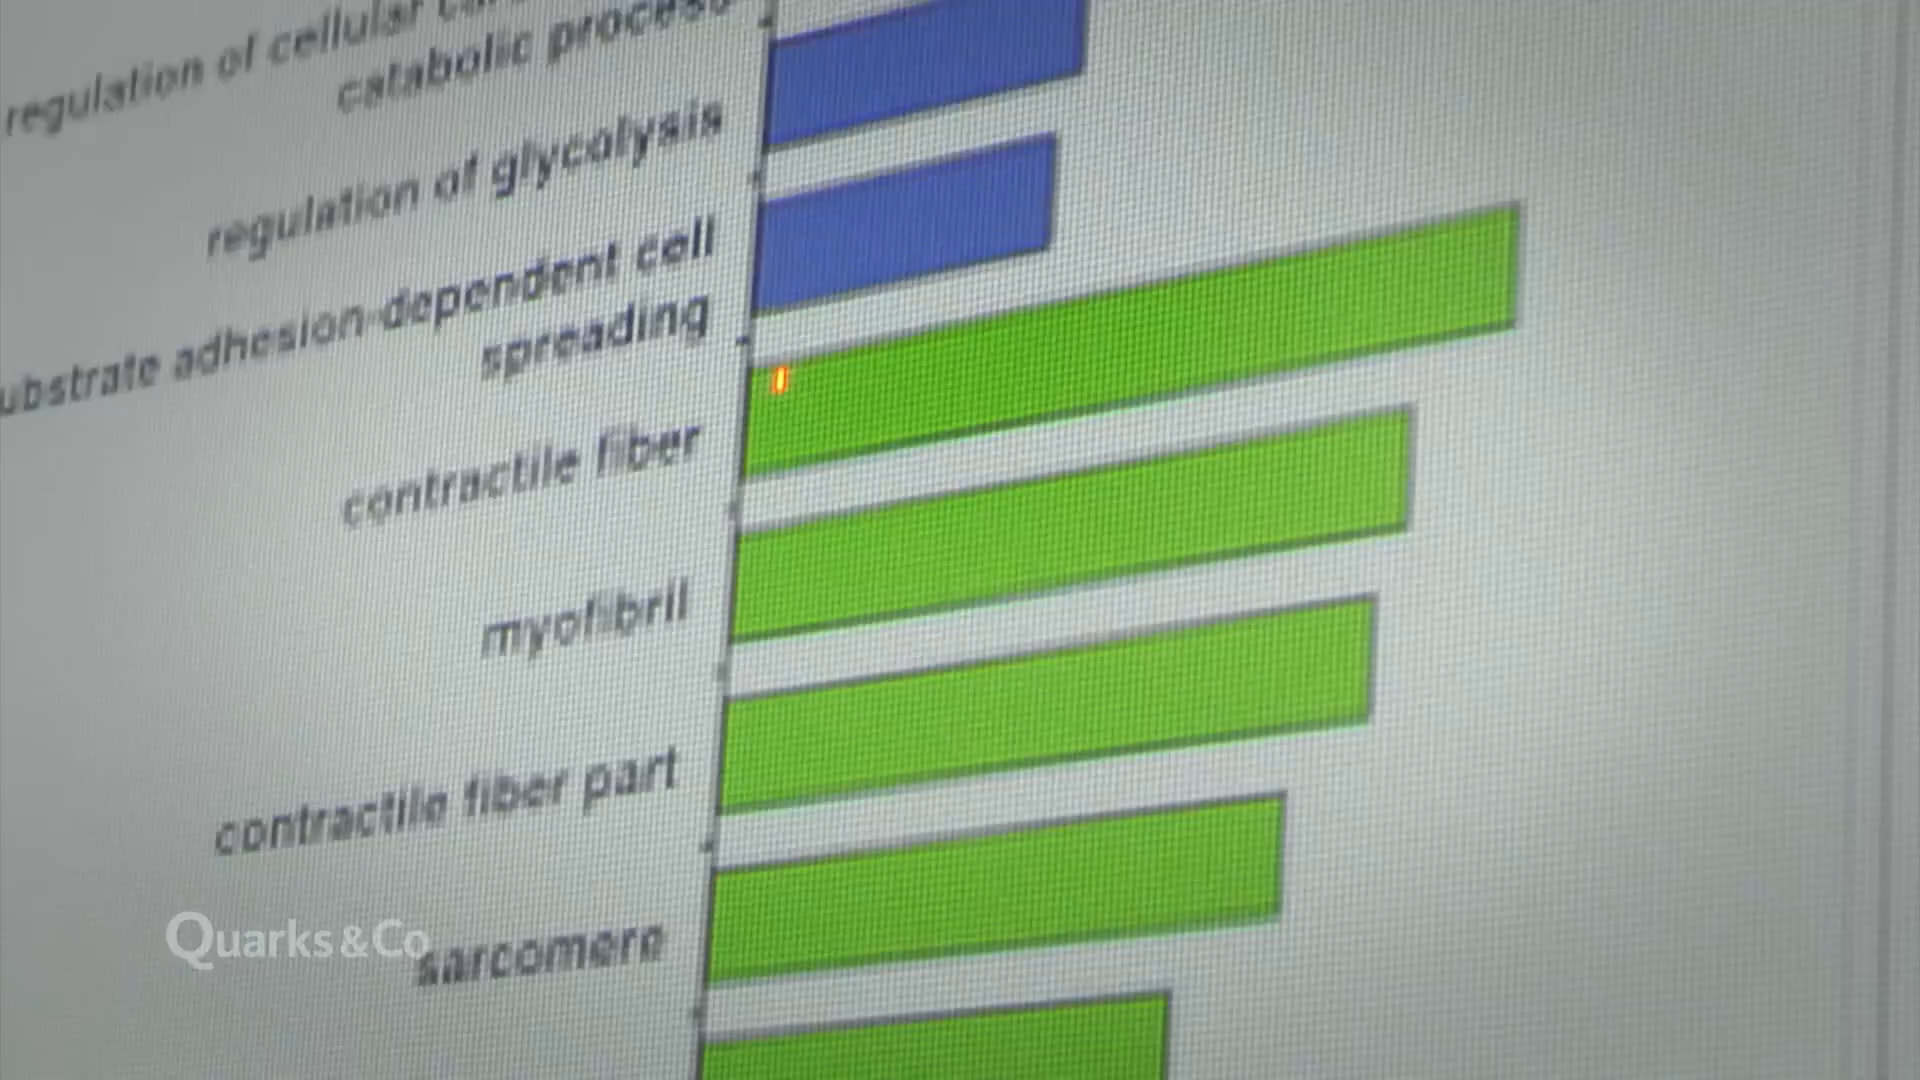 regulation of cellular
catabolic process
regulation of glycolysis
ubstrate adhesion-dependent cell
spreading
contractile fiber
myofibril
contractile fiber part
sarcomere
Quarks&Co